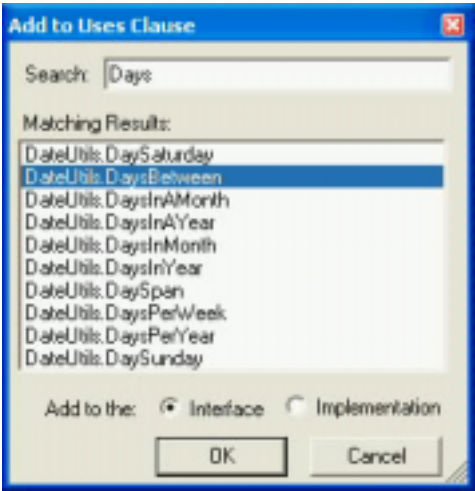 Add to Uses Clause
Search: Days
Matching Results:
DateUtils.DaySaturday
DateUtils.DaysBetween
DateUtils.DaysInAMonth
DateUtils.DaysInAYear
DateUtils.DaysInMonth
DateUtils.DaysInYear
DateUtils.DaySpan
DateUtils.DaysPerWeek
DateUtils.DaysPerYear
DateUtils.DaySunday
Add to the: Interface Implementation
OK Cancel